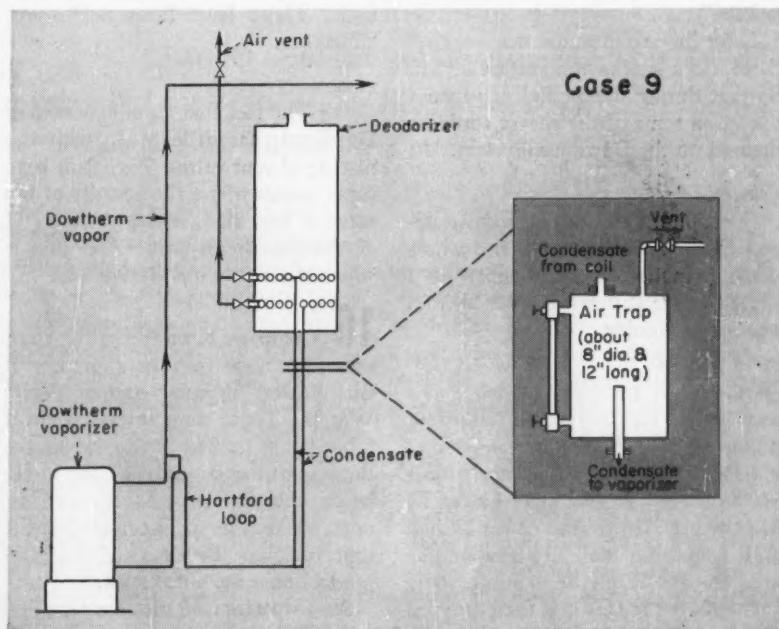 Air vent
Case 9
Deodarizer
Dowtherm
vapor
Vent
Condensate
from coil
Air Trap
(about
8" dia. &
12" long)
Dowtherm
vaporizer
Condensate
to vaporizer
Condensate
Hartford
loop